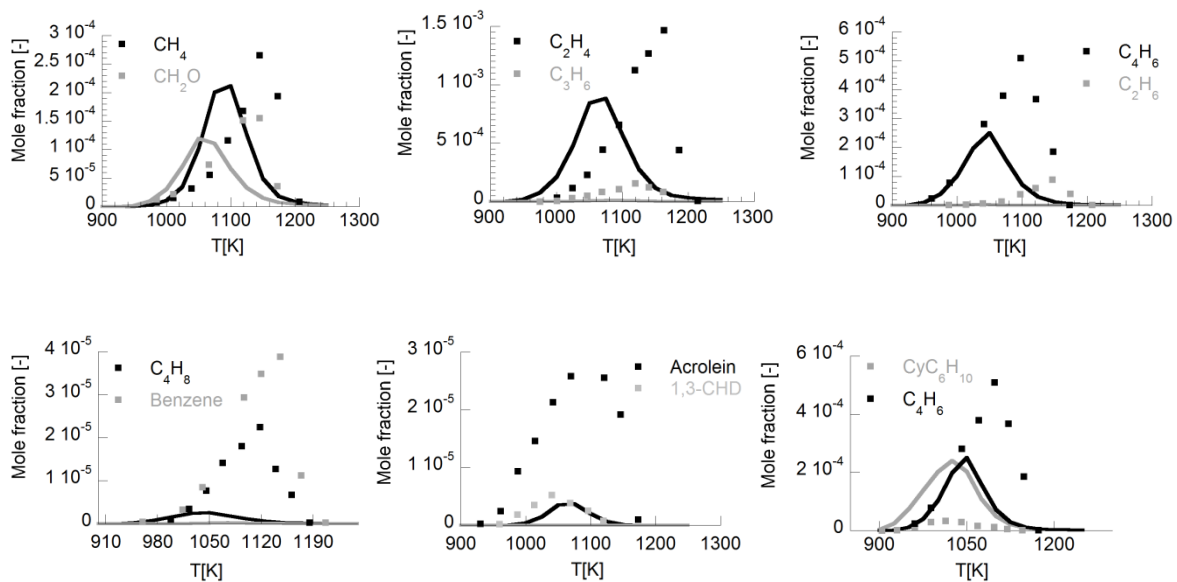 Mole fraction [-]
3 10⁻⁴
2 10⁻⁴
2 10⁻⁴
1 10⁻⁴
5 10⁻⁵
0
CH₄
CH₂O
900 1000 1100 1200 1300
T[K]
Mole fraction [-]
1.5 10⁻³
1 10⁻³
5 10⁻⁴
0
C₂H₄
C₃H₆
900 1000 1100 1200 1300
T[K]
Mole fraction [-]
6 10⁻⁴
5 10⁻⁴
4 10⁻⁴
3 10⁻⁴
2 10⁻⁴
1 10⁻⁴
0
C₄H₆
C₂H₆
900 1000 1100 1200 1300
T[K]
Mole fraction [-]
4 10⁻⁵
3 10⁻⁵
2 10⁻⁵
1 10⁻⁵
0
C₄H₈
Benzene
910 980 1050 1120 1190
T[K]
Mole fraction [-]
3 10⁻⁵
2 10⁻⁵
1 10⁻⁵
0
Acrolein
1,3-CHD
900 1000 1100 1200 1300
T[K]
Mole fraction [-]
6 10⁻⁴
4 10⁻⁴
2 10⁻⁴
0
CyC₆H₁₀
C₄H₆
900 1050 1200
T[K]